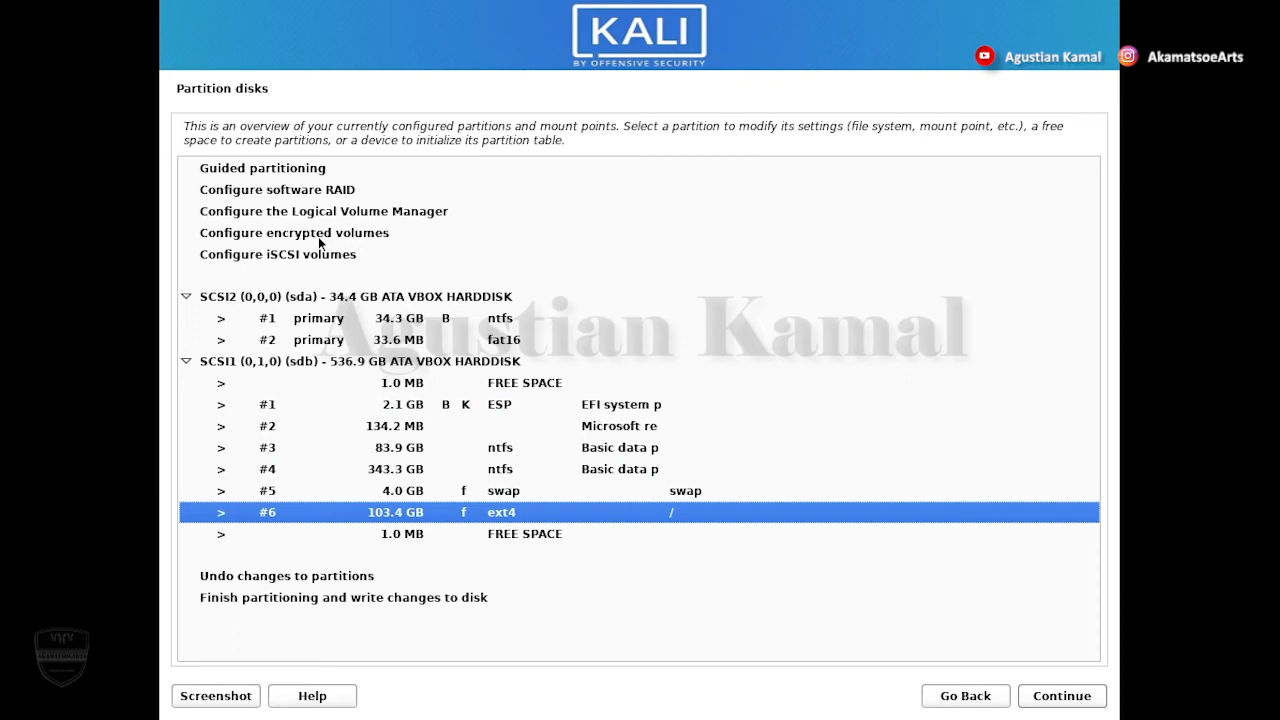 KALI
BY OFFENSIVE SECURITY
Agustian Kamal
AkamatsoeArts
Partition disks
This is an overview of your currently configured partitions and mount points. Select a partition to modify its settings (file system, mount point, etc.), a free
space to create partitions, or a device to initialize its partition table.
Guided partitioning
Configure software RAID
Configure the Logical Volume Manager
Configure encrypted volumes
Configure iSCSI volumes
SCSI2 (0,0,0) (sda) - 34.4 GB ATA VBOX HARDDISK
> #1 primary 34.3 GB B ntfs
> #2 primary 33.6 MB fat16
Agustian Kamal
SCSI1 (0,1,0) (sdb) - 536.9 GB ATA VBOX HARDDISK
> 1.0 MB FREE SPACE
> #1 2.1 GB B K ESP EFI system p
> #2 134.2 MB Microsoft re
> #3 83.9 GB ntfs Basic data p
> #4 343.3 GB ntfs Basic data p
> #5 4.0 GB f swap swap
> #6 103.4 GB f ext4 /
> 1.0 MB FREE SPACE
Undo changes to partitions
Finish partitioning and write changes to disk
Screenshot
Help
Go Back
Continue